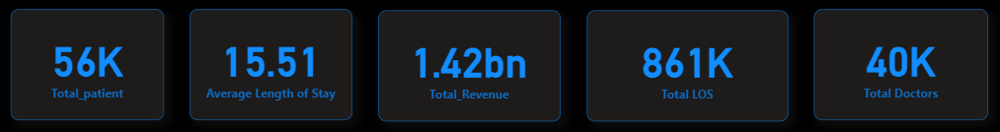 56K
Total_patient
15.51
Average Length of Stay
1.42bn
Total_Revenue
861K
Total LOS
40K
Total Doctors